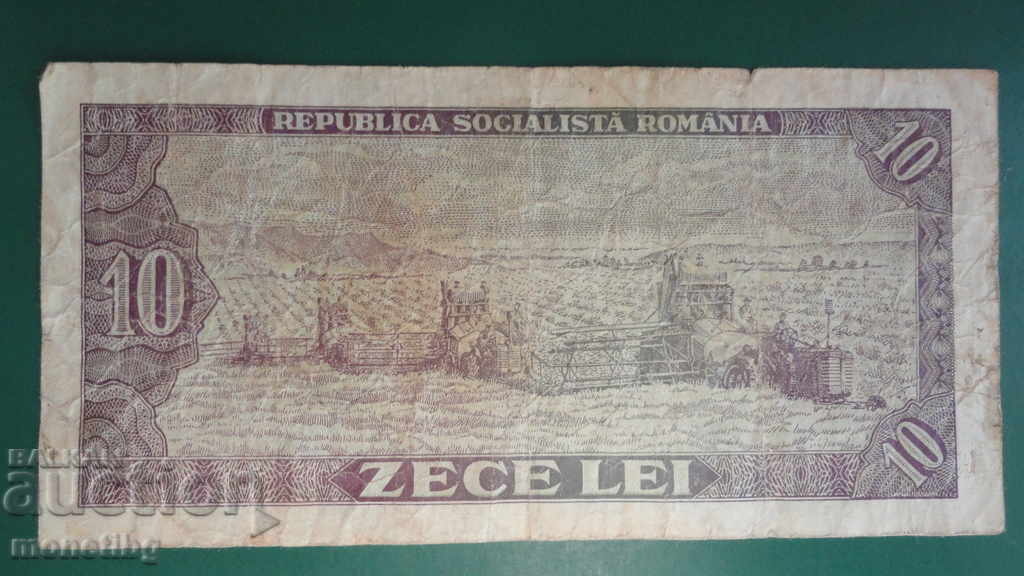 REPUBLICA SOCIALISTĂ ROMÂNIA
10
10
10
ZECE LEI
BALKAN
auction
monetibg